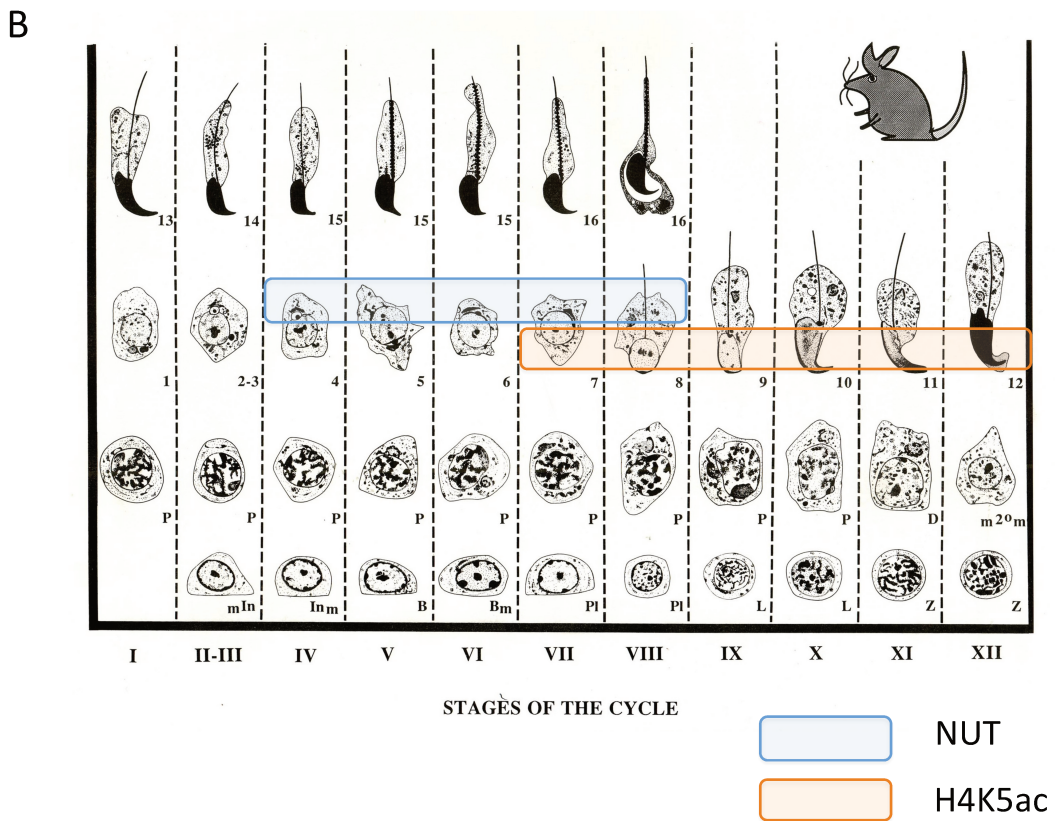 B
13 14 15 15 15 16 16
1 2-3 4 5 6 7 8 9 10 11 12
P P P P P P P P P D m2°m
mIn Inm B Bm Pl Pl L L Z Z
I II-III IV V VI VII VIII IX X XI XII
STAGES OF THE CYCLE
NUT
H4K5ac